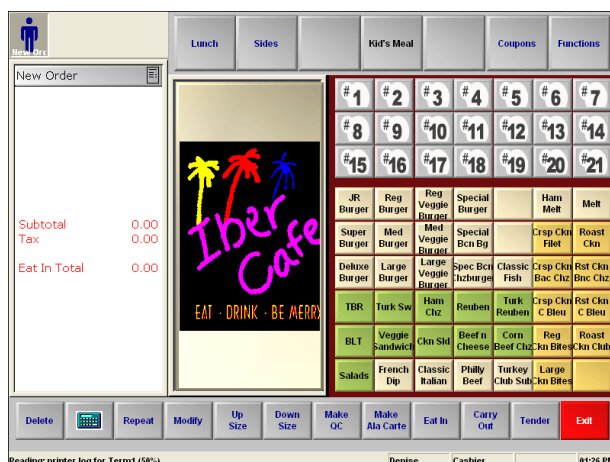 New Orc
Lunch
Sides
Kid's Meal
Coupons
Functions
New Order
Subtotal 0.00
Tax 0.00
Eat In Total 0.00
Iber
Cafe
EAT · DRINK · BE MERRY
#1 #2 #3 #4 #5 #6 #7
#8 #9 #10 #11 #12 #13 #14
#15 #16 #17 #18 #19 #20 #21
JR
Burger
Reg
Burger
Reg
Veggie
Burger
Special
Burger
Ham
Melt
Melt
Super
Burger
Med
Burger
Med
Veggie
Burger
Special
Bcn Bg
Crsp Ckn
Filet
Roast
Ckn
Deluxe
Burger
Large
Burger
Large
Veggie
Burger
Spec Bcn
Chzburge
Classic
Fish
Crsp Ckn
Bac Chz
Rst Ckn
Bnc Chz
TBR
Turk Sw
Ham
Chz
Reuben
Turk
Reuben
Crsp Ckn
C Bleu
Rst Ckn
C Bleu
BLT
Veggie
Sandwich
Ckn Sld
Beef n
Cheese
Corn
Beef Chz
Reg
Ckn Bites
Roast
Ckn Club
Salads
French
Dip
Classic
Italian
Philly
Beef
Turkey
Club Sub
Large
Ckn Bites
Delete
Repeat
Modify
Up
Size
Down
Size
Make
QC
Make
Ala Carte
Eat In
Carry
Out
Tender
Exit
Reading: printer log for Term1 (50%)
Denise
Cashier
01:26 P